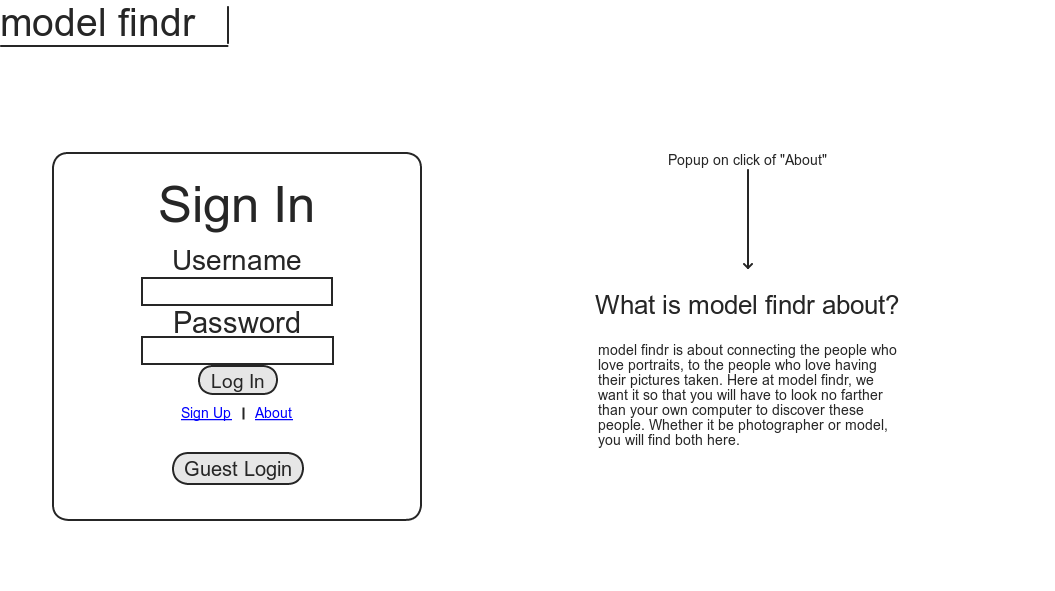 model findr
Sign In
Username
Password
Log In
Sign Up | About
Guest Login
Popup on click of "About"
What is model findr about?
model findr is about connecting the people who
love portraits, to the people who love having
their pictures taken. Here at model findr, we
want it so that you will have to look no farther
than your own computer to discover these
people. Whether it be photographer or model,
you will find both here.